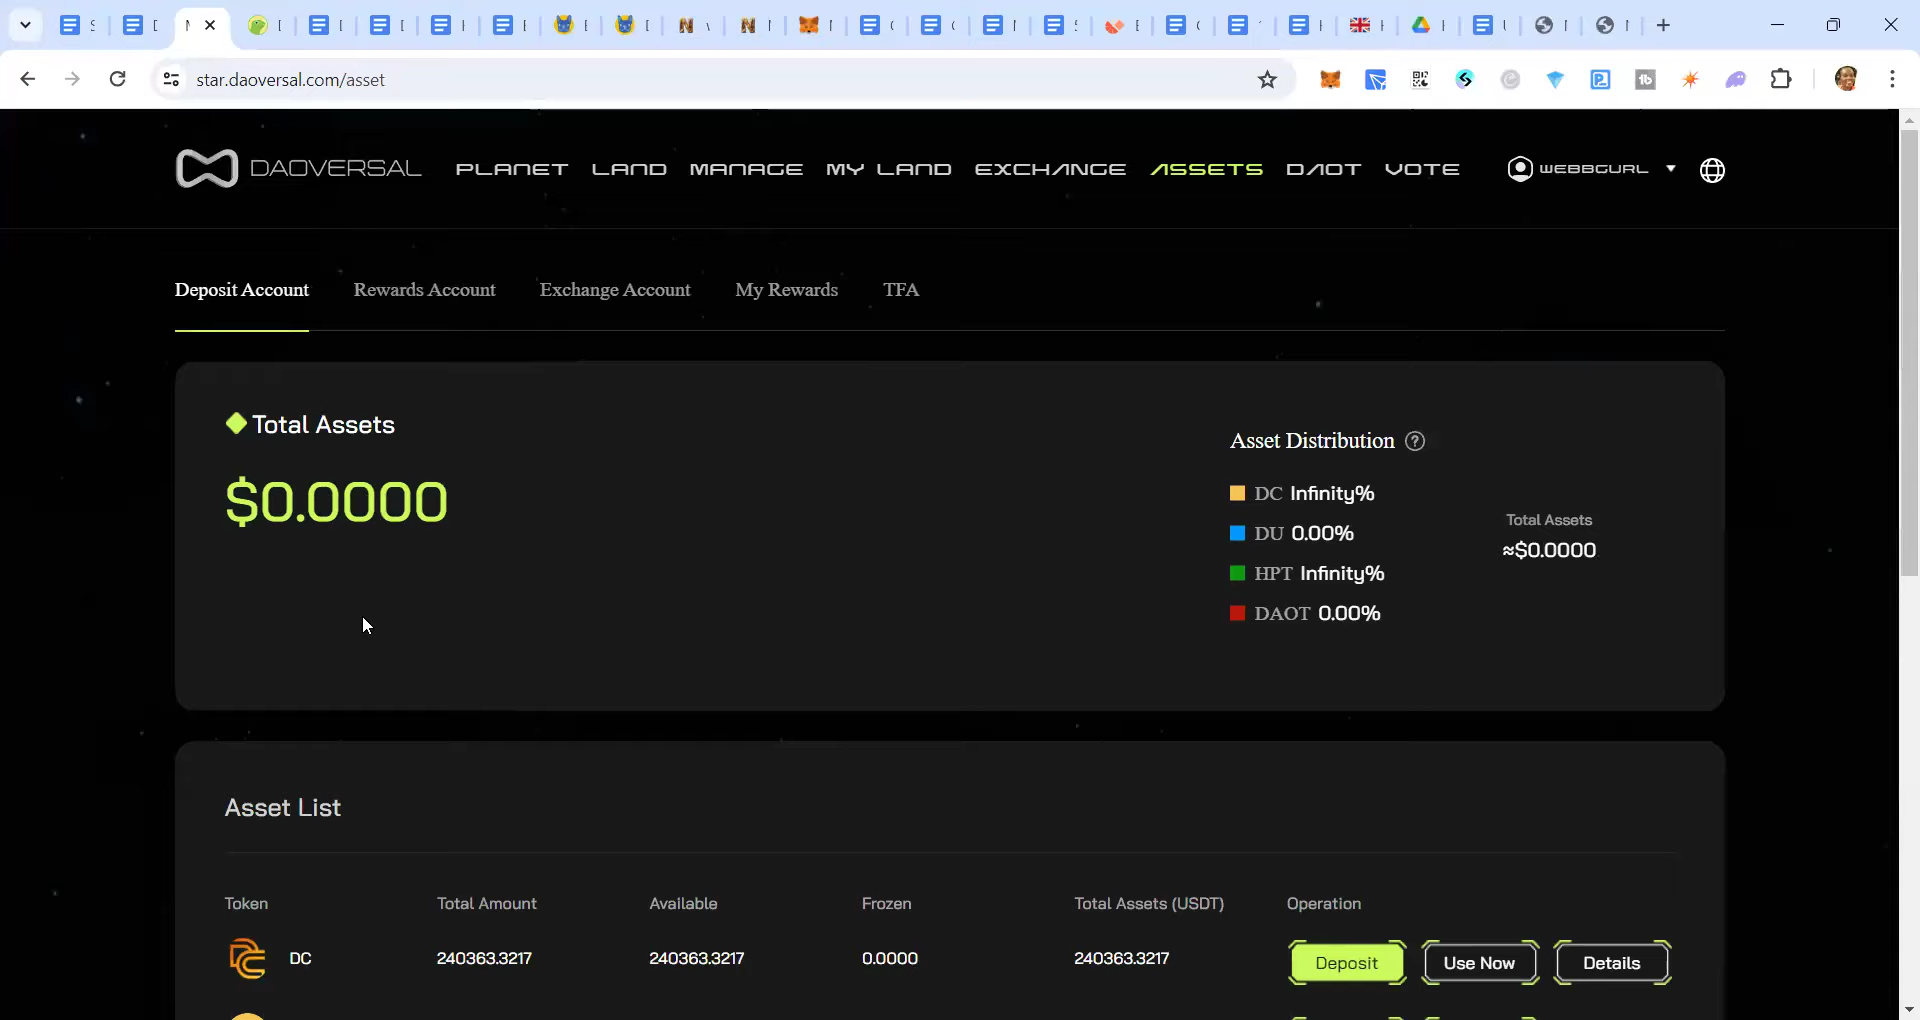 star.daoversal.com/asset
DAOVERSAL PLANET LAND MANAGE MY LAND EXCHANGE ASSETS DAOT VOTE WEBBGURL
Deposit Account Rewards Account Exchange Account My Rewards TFA
Total Assets
$0.0000
Asset Distribution ?
DC Infinity%
DU 0.00%
HPT Infinity%
DAOT 0.00%
Total Assets
≈$0.0000
Asset List
Token Total Amount Available Frozen Total Assets (USDT) Operation
DC 240363.3217 240363.3217 0.0000 240363.3217 Deposit Use Now Details